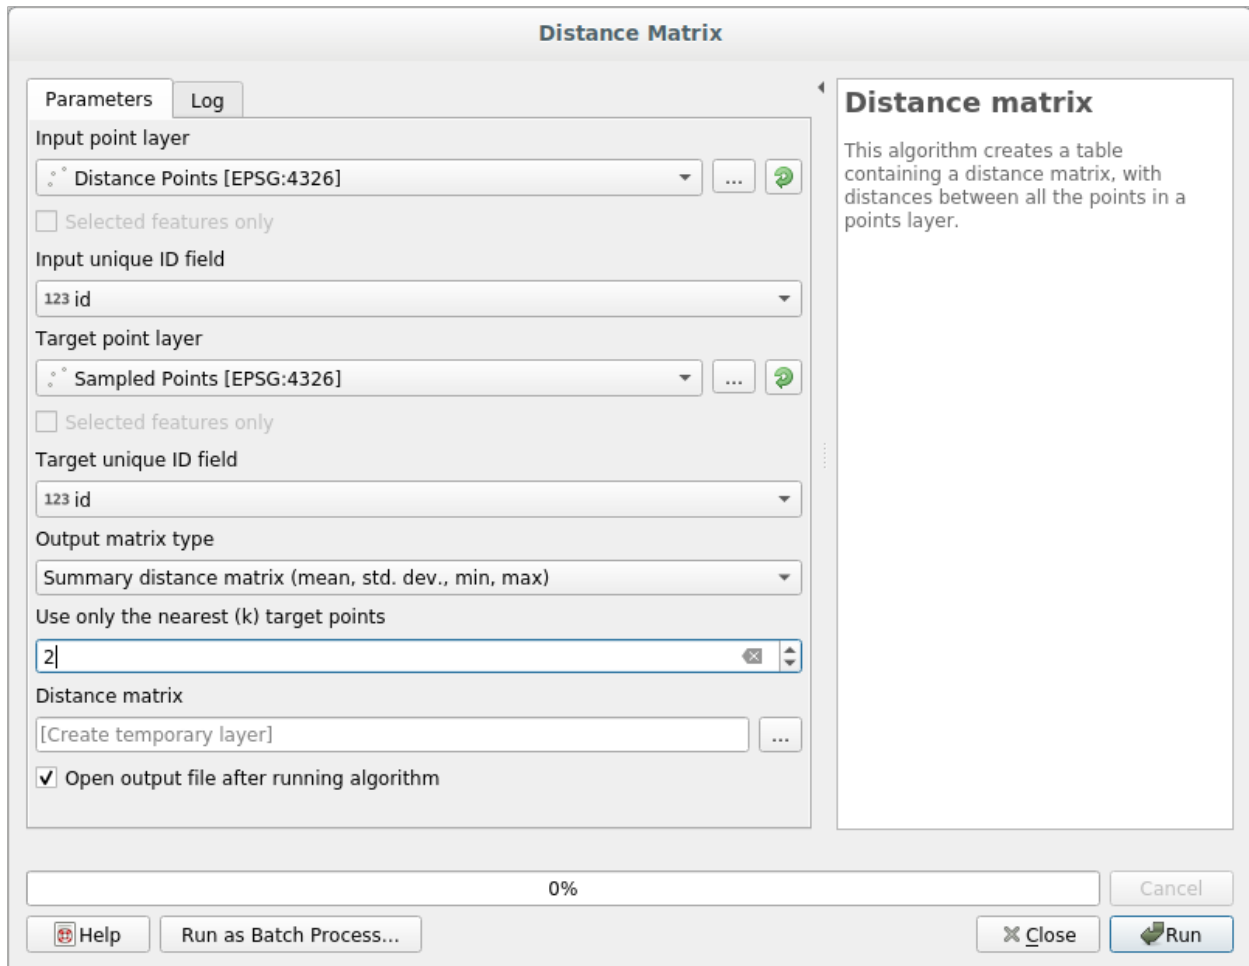 Distance Matrix
Parameters
Log
Input point layer
Distance Points [EPSG:4326]
...
Selected features only
Input unique ID field
123 id
Target point layer
Sampled Points [EPSG:4326]
...
Selected features only
Target unique ID field
123 id
Output matrix type
Summary distance matrix (mean, std. dev., min, max)
Use only the nearest (k) target points
2
Distance matrix
[Create temporary layer]
...
Open output file after running algorithm
Distance matrix
This algorithm creates a table
containing a distance matrix, with
distances between all the points in a
points layer.
0%
Cancel
Help
Run as Batch Process...
Close
Run